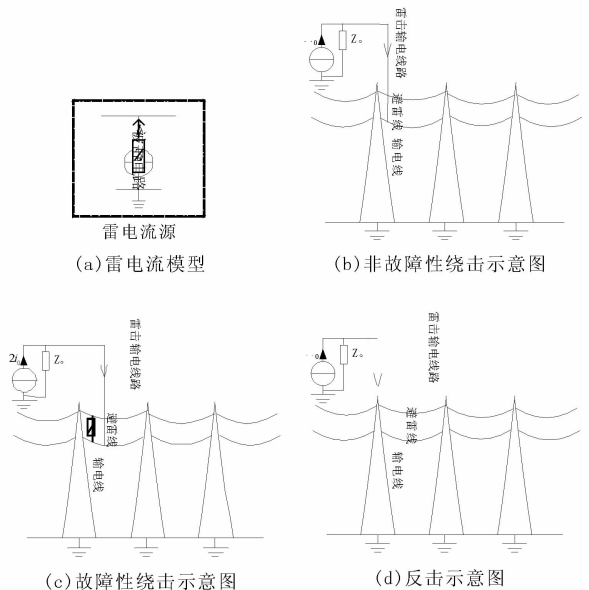 雷电流源
(a)雷电流模型
Z。
雷击输电线路
避雷线
输电线
(b)非故障性绕击示意图
2i
Z。
雷击输电线路
避雷线
输电线
(c)故障性绕击示意图
Z。
雷击输电线路
避雷线
输电线
(d)反击示意图